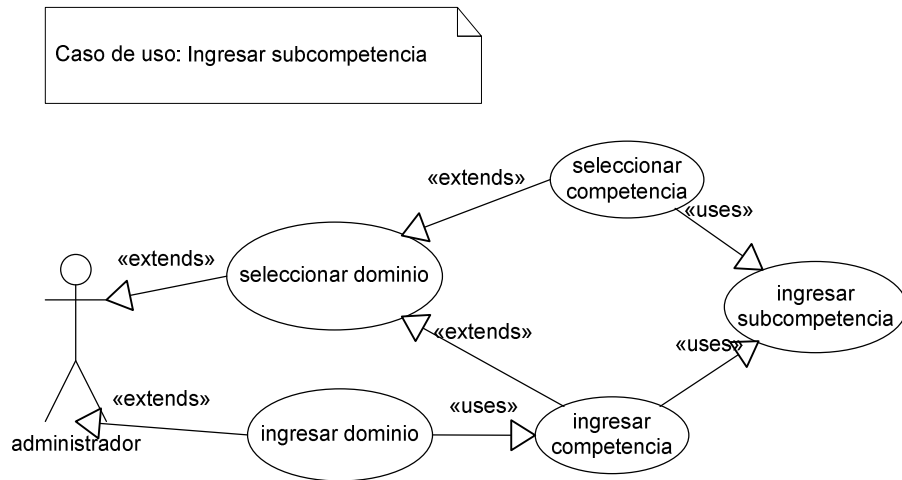 Caso de uso: Ingresar subcompetencia
seleccionar
competencia
«extends»
«uses»
«extends»
seleccionar dominio
ingresar
subcompetencia
«extends»
«uses»
«extends»
«uses»
ingresar dominio
ingresar
competencia
administrador